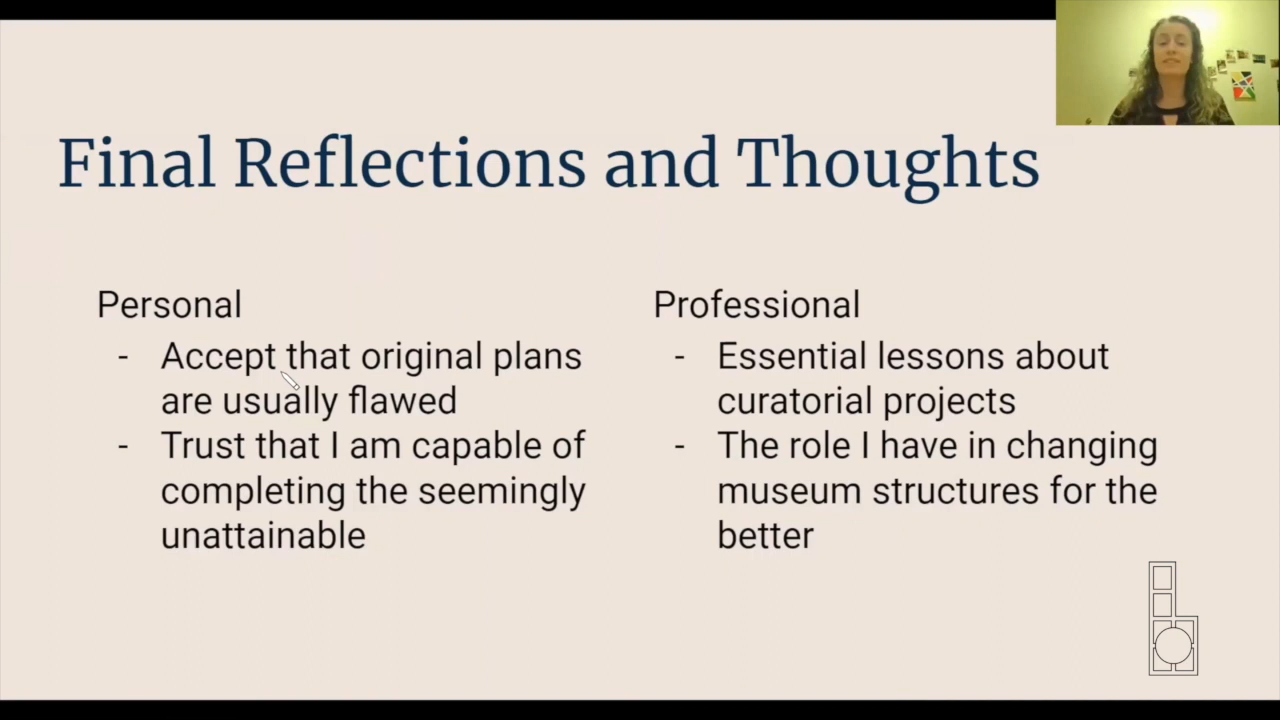 Final Reflections and Thoughts
Personal
- Accept that original plans
are usually flawed
- Trust that I am capable of
completing the seemingly
unattainable
Professional
- Essential lessons about
curatorial projects
- The role I have in changing
museum structures for the
better